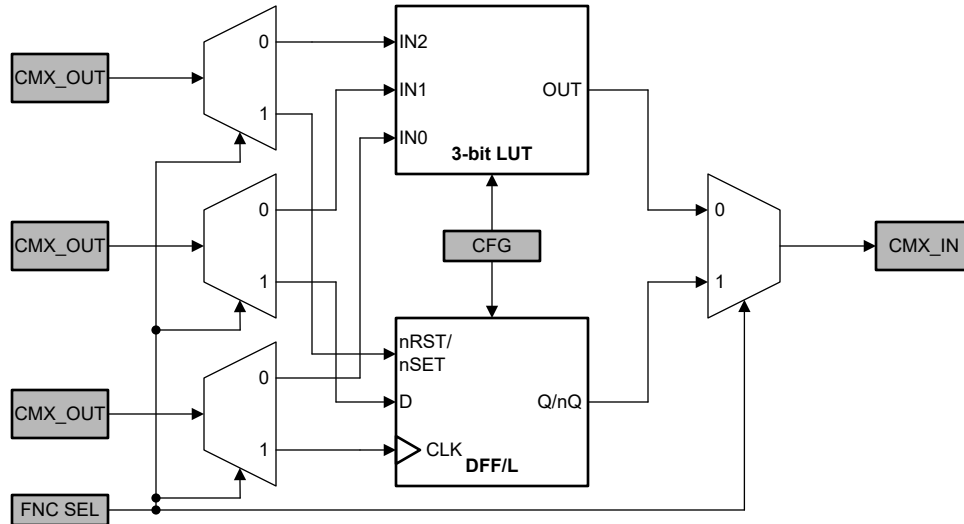 0
IN2
CMX_OUT
1
IN1
OUT
IN0
3-bit LUT
0
0
CMX_OUT
CFG
CMX_IN
1
1
nRST/
nSET
0
D
Q/nQ
CMX_OUT
1
CLK
DFF/L
FNC SEL